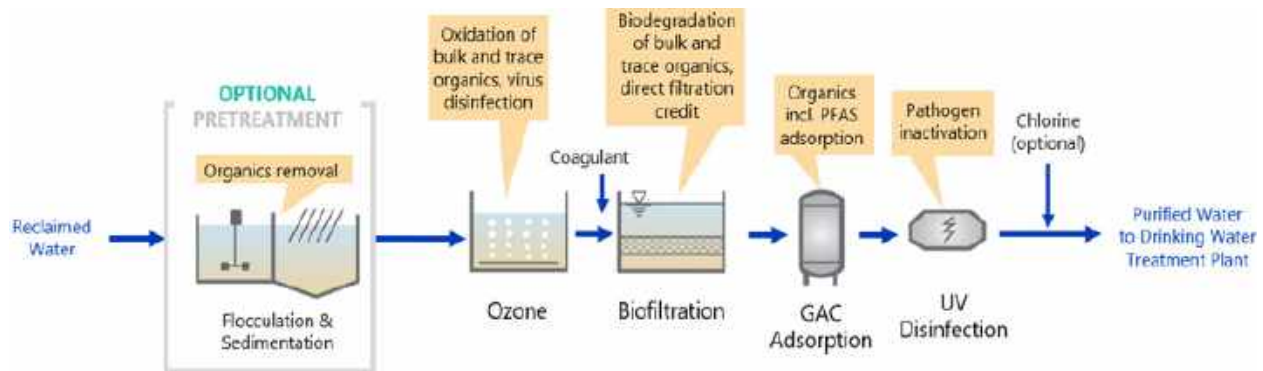 Oxidation of
bulk and trace
organics, virus
disinfection
Biodegradation
of bulk and
trace organics,
direct filtration
credit
OPTIONAL
PRETREATMENT
Organics
incl. PFAS
adsorption
Pathogen
inactivation
Chlorine
(optional)
Organics removal
Coagulant
Reclaimed
Water
Purified Water
to Drinking Water
Treatment Plant
Flocculation &
Sedimentation
Ozone
Biofiltration
GAC
Adsorption
UV
Disinfection